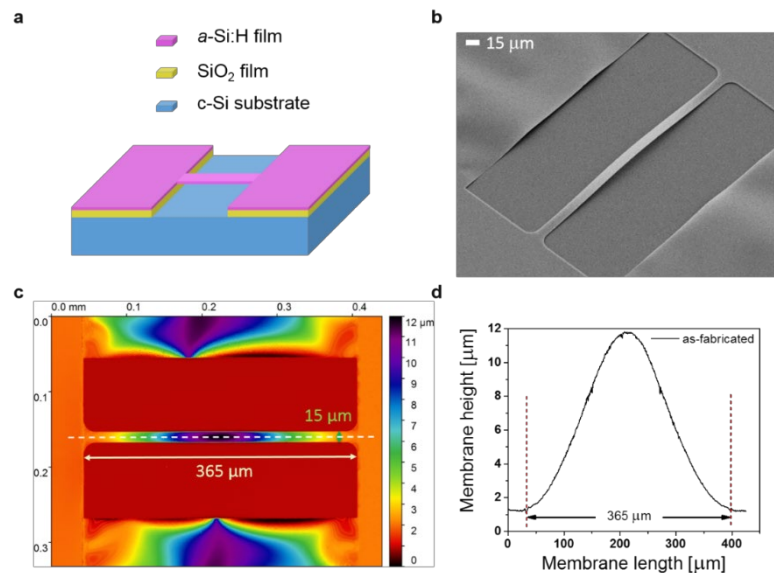 a
a-Si:H film
SiO2 film
c-Si substrate
b
15 μm
c
0.0 mm 0.1 0.2 0.3 0.4
0.0
0.1
0.2
0.3
15 μm
365 μm
12 μm
11
10
9
8
7
6
5
4
3
2
1
0
d
Membrane height [μm]
12
10
8
6
4
2
0
as-fabricated
365 μm
0 100 200 300 400
Membrane length [μm]